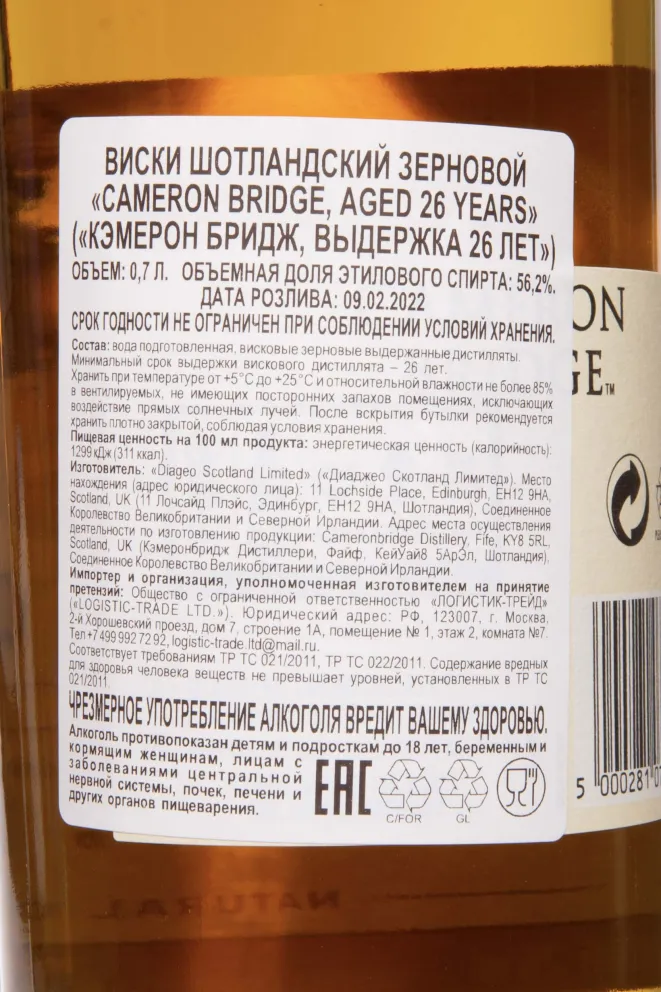 ВИСКИ ШОТЛАНДСКИЙ ЗЕРНОВОЙ
«CAMERON BRIDGE, AGED 26 YEARS»
(«КЭМЕРОН БРИДЖ, ВЫДЕРЖКА 26 ЛЕТ»)
ОБЪЕМ: 0,7 Л. ОБЪЕМНАЯ ДОЛЯ ЭТИЛОВОГО СПИРТА: 56,2%.
ДАТА РОЗЛИВА: 09.02.2022
СРОК ГОДНОСТИ НЕ ОГРАНИЧЕН ПРИ СОБЛЮДЕНИИ УСЛОВИЙ ХРАНЕНИЯ.
Состав: вода подготовленная, висковые зерновые выдержанные дистилляты.
Минимальный срок выдержки вискового дистиллята – 26 лет.
Хранить при температуре от +5°С до +25°С и относительной влажности не более 85%
в вентилируемых, не имеющих посторонних запахов помещениях, исключающих
воздействие прямых солнечных лучей. После вскрытия бутылки рекомендуется
хранить плотно закрытой, соблюдая условия хранения.
Пищевая ценность на 100 мл продукта: энергетическая ценность (калорийность):
1299 кДж (311 ккал).
Изготовитель: «Diageo Scotland Limited» («Диаджео Скотланд Лимитед»). Место
нахождения (адрес юридического лица): 11 Lochside Place, Edinburgh, EH12 9HA,
Scotland, UK (11 Лочсайд Плэйс, Эдинбург, ЕН12 9НА, Шотландия), Соединенное
Королевство Великобритании и Северной Ирландии. Адрес места осуществления
деятельности по изготовлению продукции: Cameronbridge Distillery, Fife, KY8 5RL,
Scotland, UK (Кэмеронбридж Дистиллери, Файф, КейУай8 5АрЭл, Шотландия),
Соединенное Королевство Великобритании и Северной Ирландии.
Импортер и организация, уполномоченная изготовителем на принятие
претензий: Общество с ограниченной ответственностью «ЛОГИСТИК-ТРЕЙД»
(«LOGISTIC-TRADE LTD.»). Юридический адрес: РФ, 123007, г. Москва,
2-й Хорошевский проезд, дом 7, строение 1А, помещение № 1, этаж 2, комната №7.
Тел +7 499 992 72 92, logistic-trade.ltd@mail.ru.
Соответствует требованиям ТР ТС 021/2011, ТР ТС 022/2011. Содержание вредных
для здоровья человека веществ не превышает уровней, установленных в ТР ТС
021/2011.
ЧРЕЗМЕРНОЕ УПОТРЕБЛЕНИЕ АЛКОГОЛЯ ВРЕДИТ ВАШЕМУ ЗДОРОВЬЮ.
Алкоголь противопоказан детям и подросткам до 18 лет, беременным и
кормящим женщинам, лицам с
заболеваниями центральной
нервной системы, почек, печени и
других органов пищеварения.
EAC
C/FOR
GL
ON
GE™
5 000281 0
NATURAL